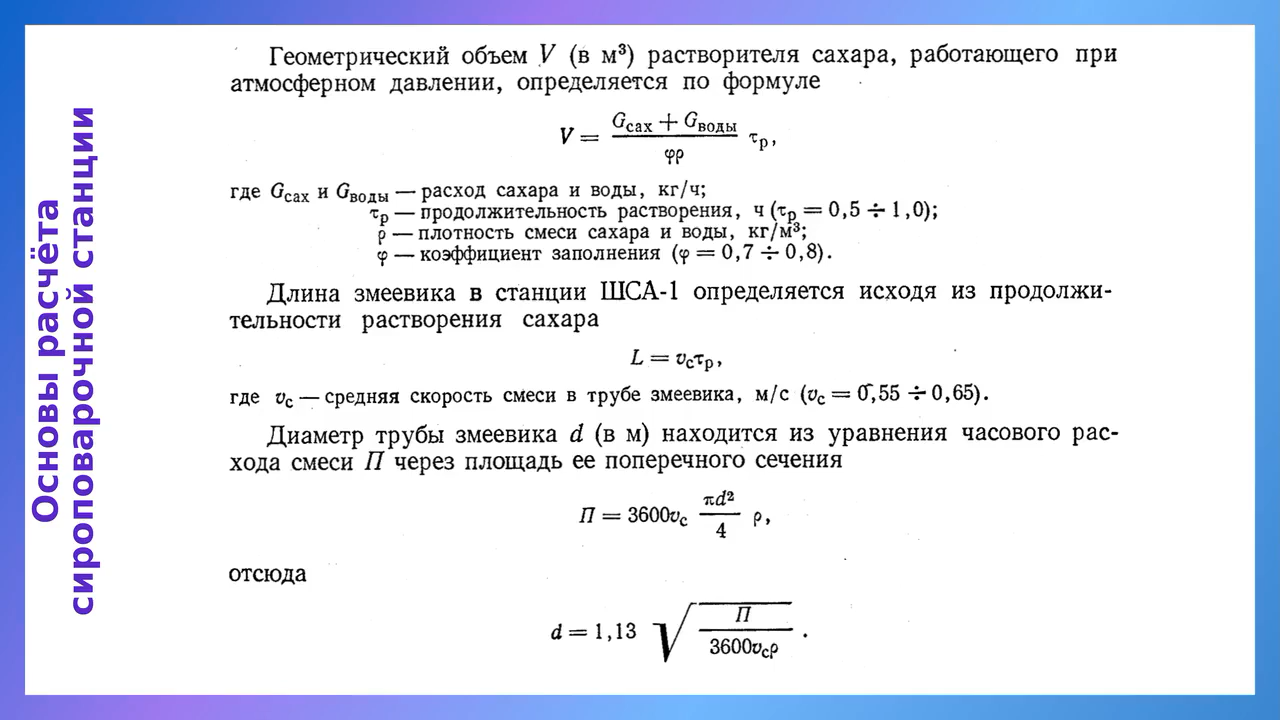 Основы расчёта
сироповарочной станции
Геометрический объем V (в м³) растворителя сахара, работающего при
атмосферном давлении, определяется по формуле
V = (Gсах + Gводы) / φρ τр,
где Gсах и Gводы — расход сахара и воды, кг/ч;
τр — продолжительность растворения, ч (τр = 0,5 ÷ 1,0);
ρ — плотность смеси сахара и воды, кг/м³;
φ — коэффициент заполнения (φ = 0,7 ÷ 0,8).
Длина змеевика в станции ШСА-1 определяется исходя из продолжи-
тельности растворения сахара
L = vсτр,
где vс — средняя скорость смеси в трубе змеевика, м/с (vс = 0,55 ÷ 0,65).
Диаметр трубы змеевика d (в м) находится из уравнения часового рас-
хода смеси П через площадь ее поперечного сечения
П = 3600vс πd²/4 ρ,
отсюда
d = 1,13 √(П / 3600vсρ).